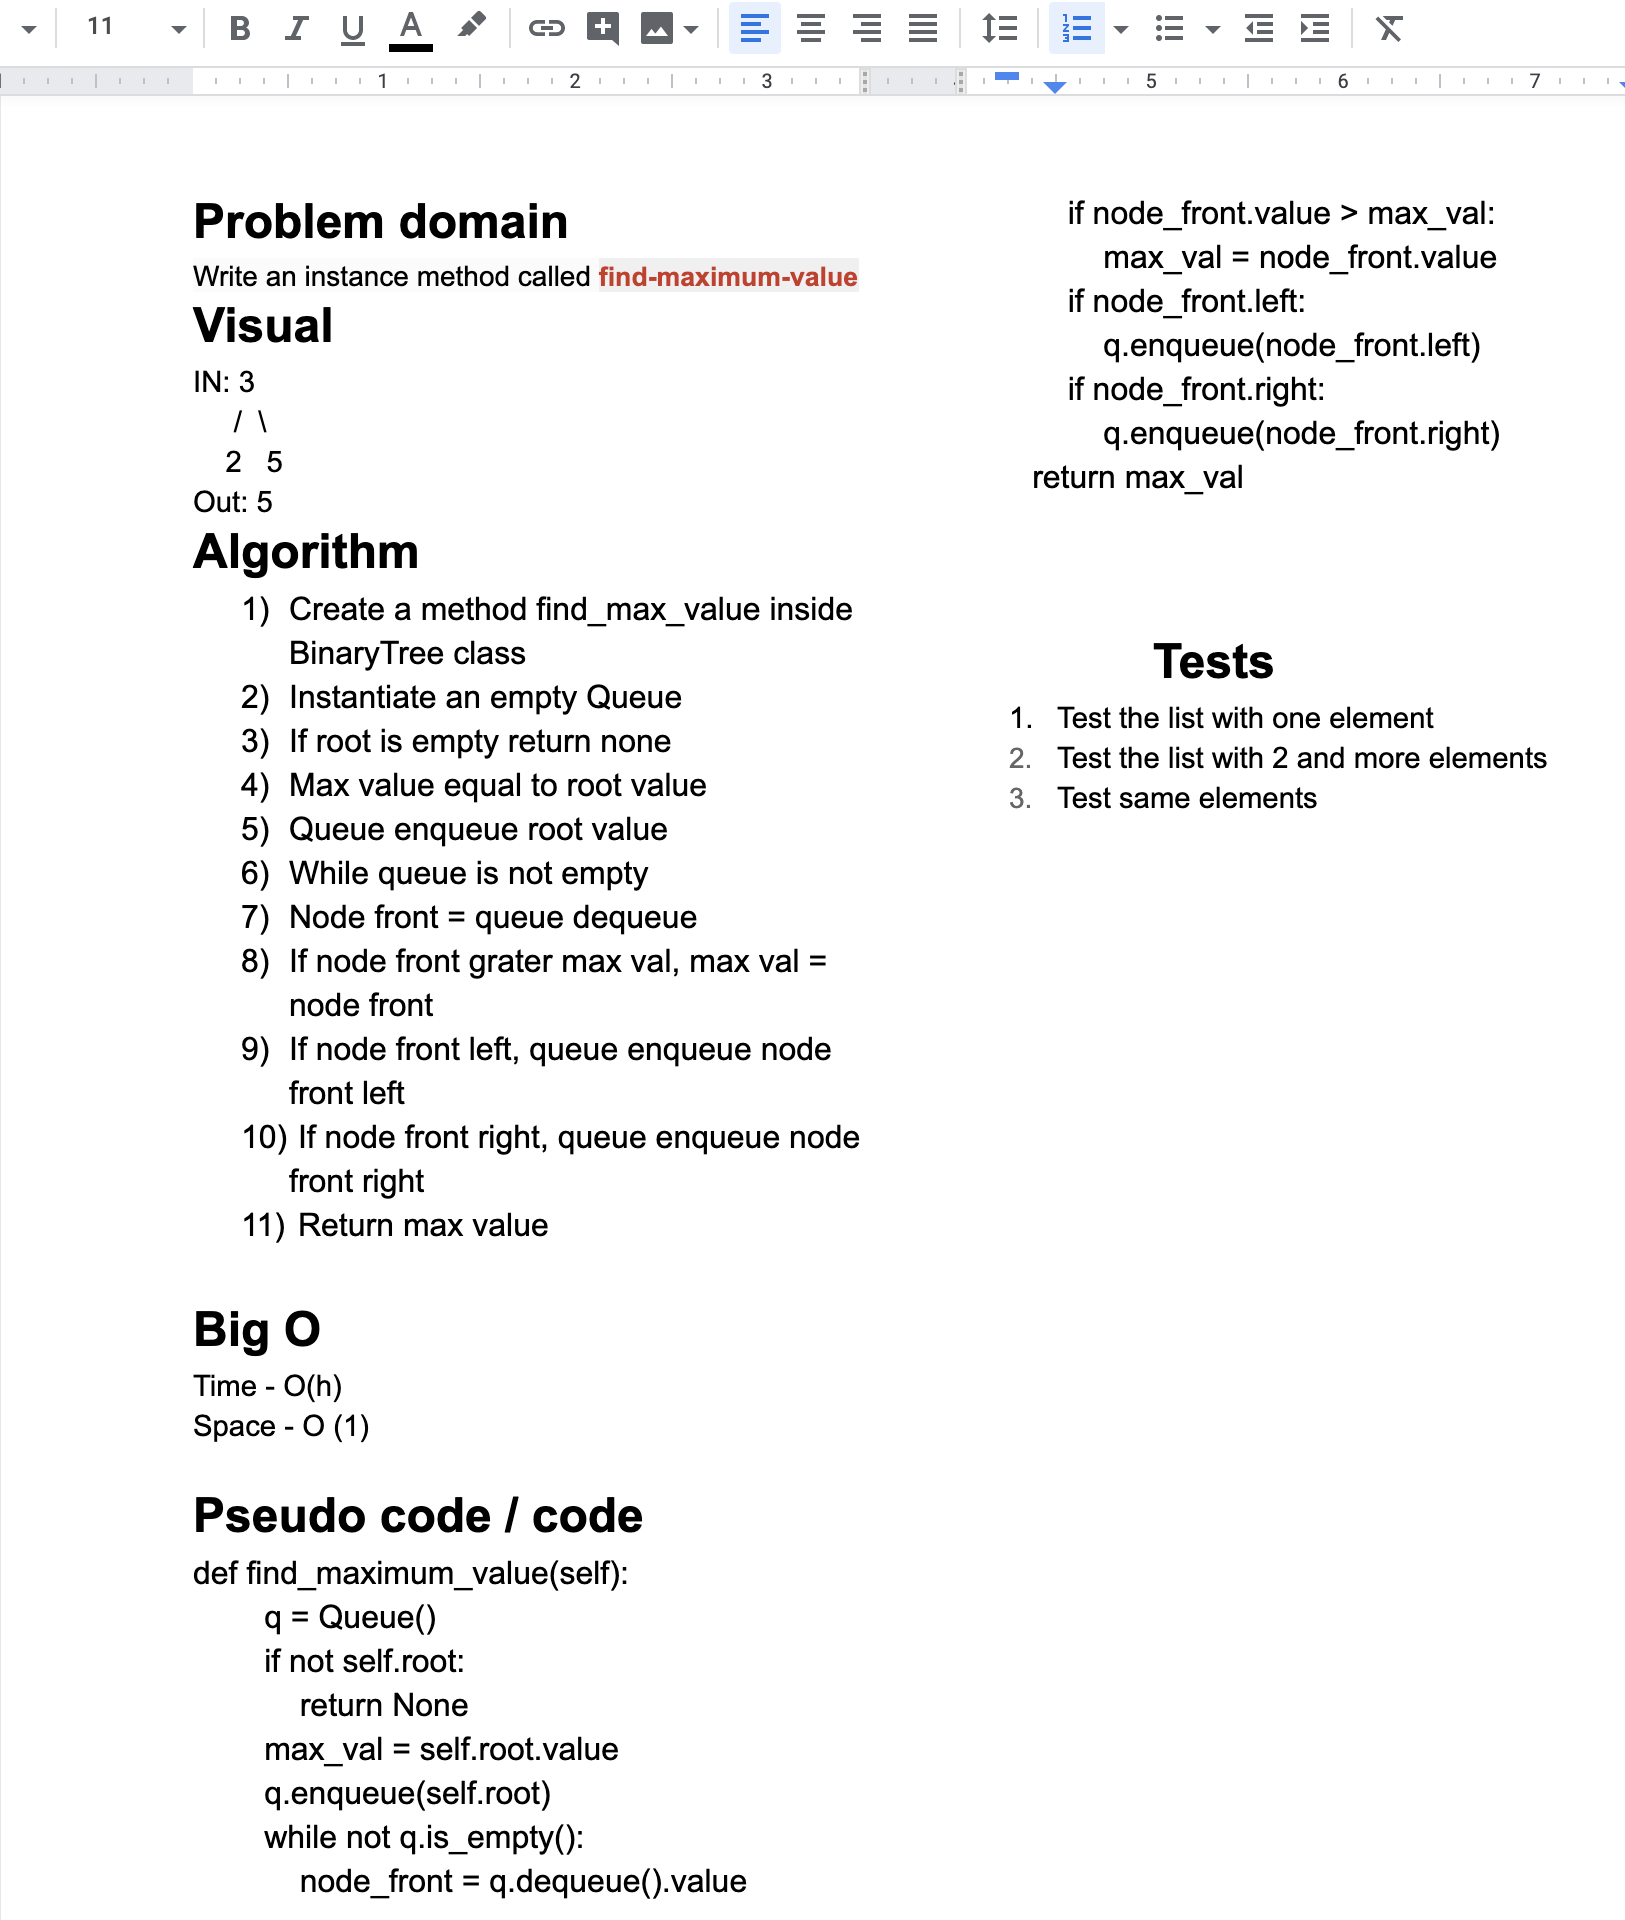 11
B I U A
1 2 3 5 6 7
Problem domain
Write an instance method called find-maximum-value
Visual
IN: 3
/ \
2 5
Out: 5
Algorithm
1) Create a method find_max_value inside
BinaryTree class
2) Instantiate an empty Queue
3) If root is empty return none
4) Max value equal to root value
5) Queue enqueue root value
6) While queue is not empty
7) Node front = queue dequeue
8) If node front grater max val, max val =
node front
9) If node front left, queue enqueue node
front left
10) If node front right, queue enqueue node
front right
11) Return max value
Big O
Time - O(h)
Space - O (1)
Pseudo code / code
def find_maximum_value(self):
q = Queue()
if not self.root:
return None
max_val = self.root.value
q.enqueue(self.root)
while not q.is_empty():
node_front = q.dequeue().value
if node_front.value > max_val:
max_val = node_front.value
if node_front.left:
q.enqueue(node_front.left)
if node_front.right:
q.enqueue(node_front.right)
return max_val
Tests
1. Test the list with one element
2. Test the list with 2 and more elements
3. Test same elements